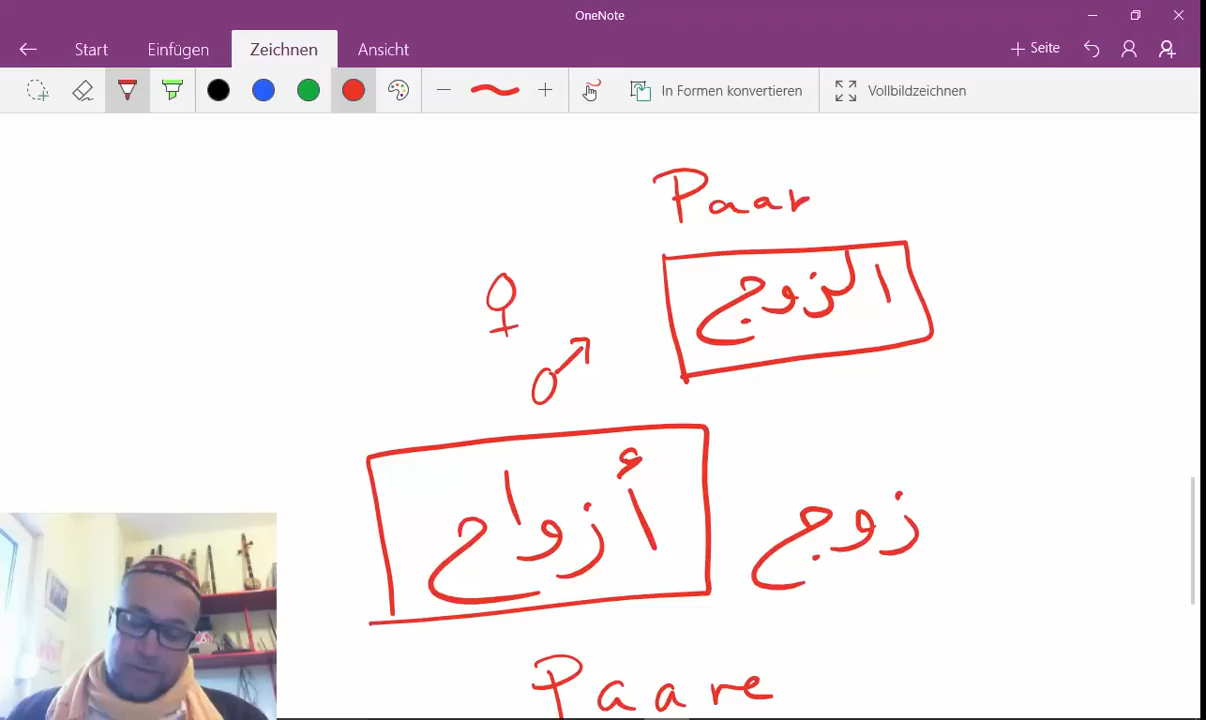 OneNote
Start Einfügen Zeichnen Ansicht Seite
In Formen konvertieren Vollbildzeichnen
Paar
الزوج
أزواج زوج
Paare